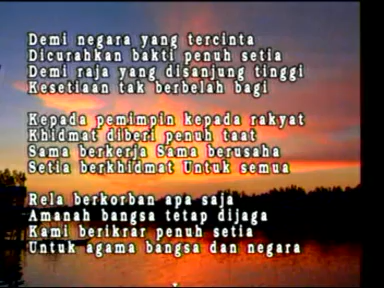 Demi negara yang tercinta
Dicurahkan bakti penuh setia
Demi raja yang disanjung tinggi
Kesetiaan tak berbelah bagi
Kepada pemimpin kepada rakyat
Khidmat diberi penuh taat
Sama berkerja Sama berusaha
Setia berkhidmat Untuk semua
Rela berkorban apa saja
Amanah bangsa tetap dijaga
Kami berikrar penuh setia
Untuk agama bangsa dan negara